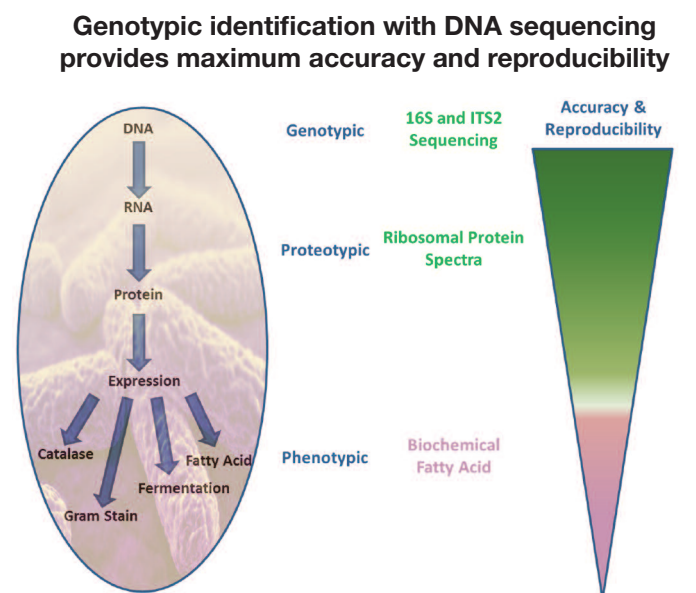 Genotypic identification with DNA sequencing
provides maximum accuracy and reproducibility
DNA
RNA
Protein
Expression
Catalase
Fatty Acid
Fermentation
Gram Stain
Genotypic
16S and ITS2
Sequencing
Proteotypic
Ribosomal Protein
Spectra
Phenotypic
Biochemical
Fatty Acid
Accuracy &
Reproducibility